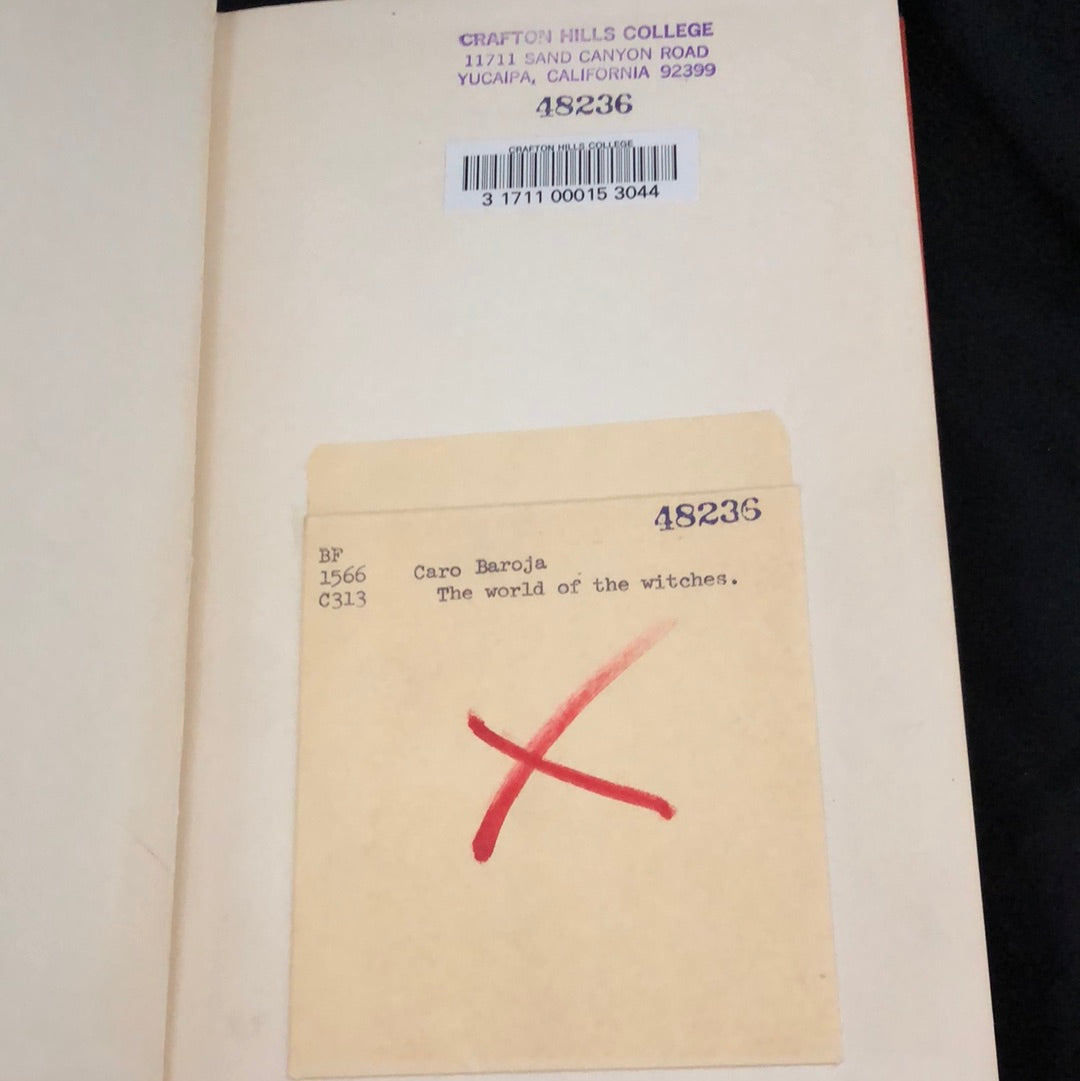 CRAFTON HILLS COLLEGE
11711 SAND CANYON ROAD
YUCAIPA, CALIFORNIA 92399
48236
CRAFTON HILLS COLLEGE
3 1711 00015 3044
48236
BF
1566
C313
Caro Baroja
The world of the witches.